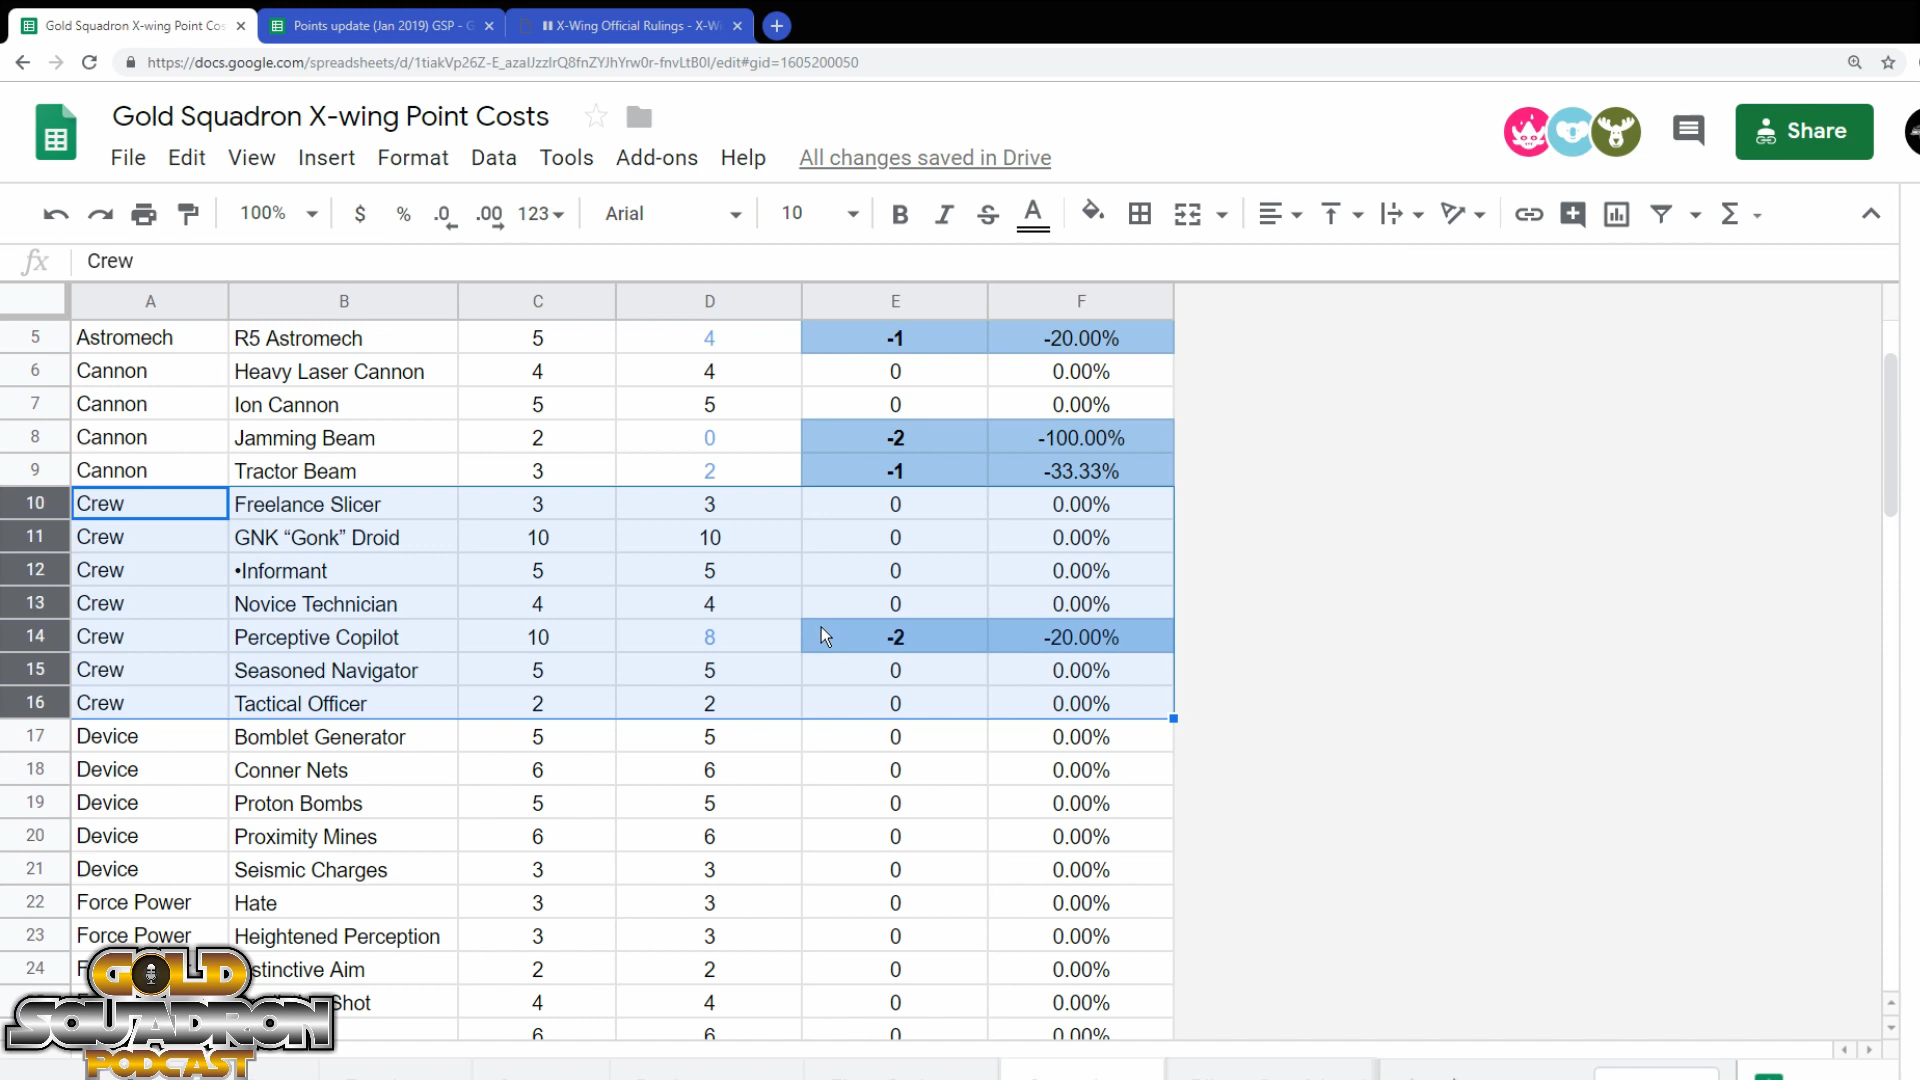 Gold Squadron X-wing Point Cos
Points update (Jan 2019) GSP - G
X-Wing Official Rulings - X-Wi
https://docs.google.com/spreadsheets/d/1tiakVp26Z-E_azaIJzzIrQ8fnZYJhYrw0r-fnvLtB0I/edit#gid=1605200050
Gold Squadron X-wing Point Costs
File Edit View Insert Format Data Tools Add-ons Help All changes saved in Drive
Share
100% $ % .0 .00 123 Arial 10 B I S A Σ
fx Crew
A B C D E F
5 Astromech R5 Astromech 5 4 -1 -20.00%
6 Cannon Heavy Laser Cannon 4 4 0 0.00%
7 Cannon Ion Cannon 5 5 0 0.00%
8 Cannon Jamming Beam 2 0 -2 -100.00%
9 Cannon Tractor Beam 3 2 -1 -33.33%
10 Crew Freelance Slicer 3 3 0 0.00%
11 Crew GNK “Gonk” Droid 10 10 0 0.00%
12 Crew •Informant 5 5 0 0.00%
13 Crew Novice Technician 4 4 0 0.00%
14 Crew Perceptive Copilot 10 8 -2 -20.00%
15 Crew Seasoned Navigator 5 5 0 0.00%
16 Crew Tactical Officer 2 2 0 0.00%
17 Device Bomblet Generator 5 5 0 0.00%
18 Device Conner Nets 6 6 0 0.00%
19 Device Proton Bombs 5 5 0 0.00%
20 Device Proximity Mines 6 6 0 0.00%
21 Device Seismic Charges 3 3 0 0.00%
22 Force Power Hate 3 3 0 0.00%
23 Force Power Heightened Perception 3 3 0 0.00%
24 F stinctive Aim 2 2 0 0.00%
Shot 4 4 0 0.00%
6 6 0 0.00%
GOLD
SQUADRON
PODCAST